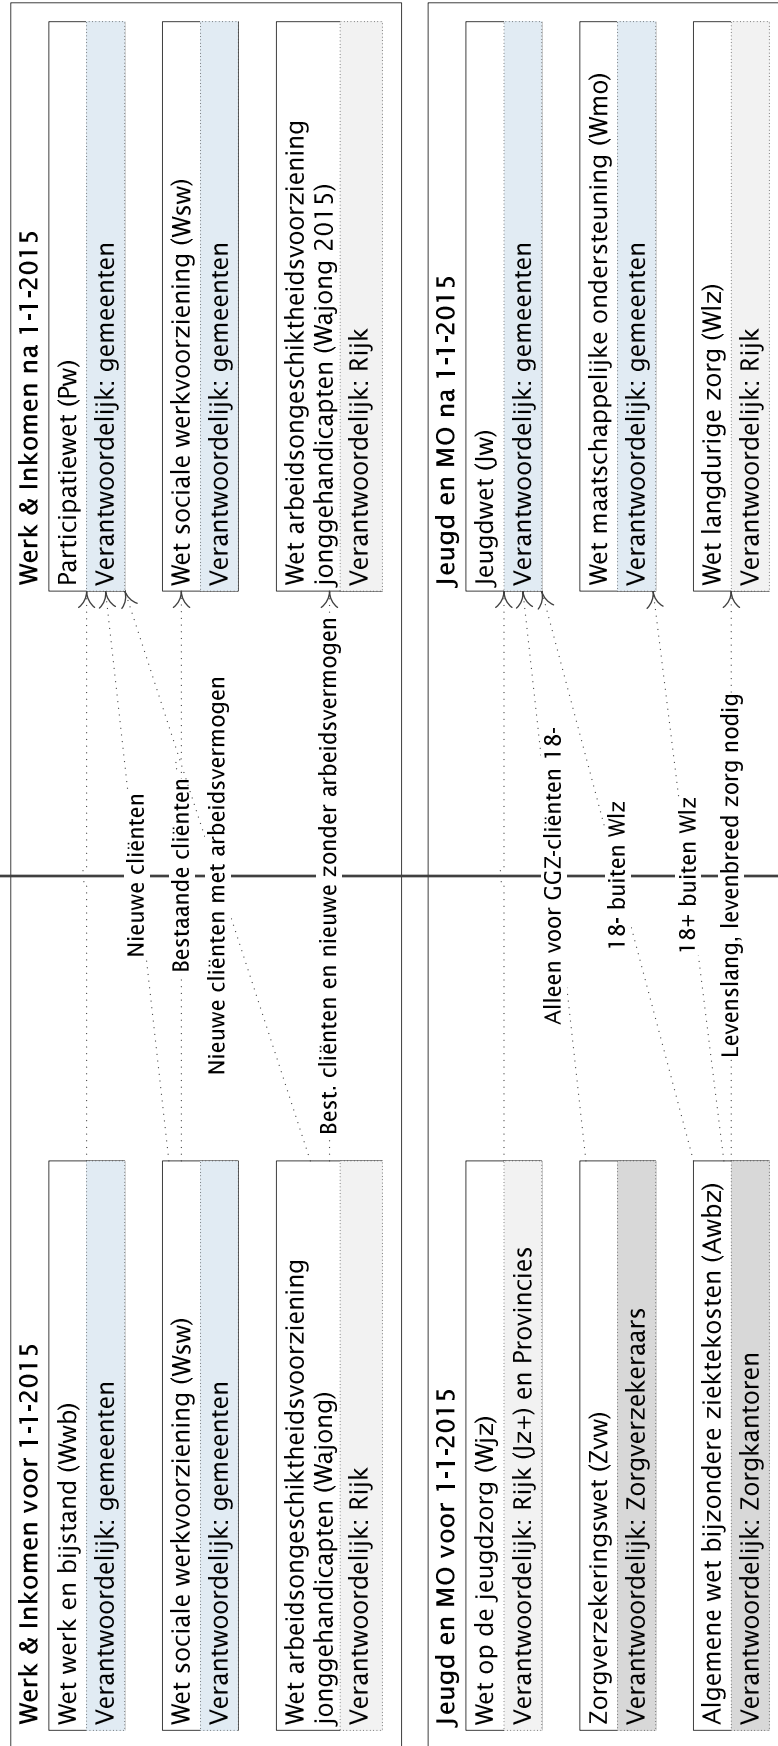 Werk & Inkomen voor 1-1-2015
Wet werk en bijstand (Wwb)
Verantwoordelijk: gemeenten
Wet sociale werkvoorziening (Wsw)
Verantwoordelijk: gemeenten
Wet arbeidsongeschiktheidsvoorziening
jonggehandicapten (Wajong)
Verantwoordelijk: Rijk
Nieuwe cliënten
Bestaande cliënten
Nieuwe cliënten met arbeidsvermogen
Best. cliënten en nieuwe zonder arbeidsvermogen
Werk & Inkomen na 1-1-2015
Participatiewet (Pw)
Verantwoordelijk: gemeenten
Wet sociale werkvoorziening (Wsw)
Verantwoordelijk: gemeenten
Wet arbeidsongeschiktheidsvoorziening
jonggehandicapten (Wajong 2015)
Verantwoordelijk: Rijk
Jeugd en MO voor 1-1-2015
Wet op de jeugdzorg (Wjz)
Verantwoordelijk: Rijk (Jz+) en Provincies
Zorgverzekeringswet (Zvw)
Verantwoordelijk: Zorgverzekeraars
Algemene wet bijzondere ziektekosten (Awbz)
Verantwoordelijk: Zorgkantoren
Alleen voor GGZ-cliënten 18-
18- buiten Wlz
18+ buiten Wlz
Levenslang, levenbreed zorg nodig
Jeugd en MO na 1-1-2015
Jeugdwet (Jw)
Verantwoordelijk: gemeenten
Wet maatschappelijke ondersteuning (Wmo)
Verantwoordelijk: gemeenten
Wet langdurige zorg (Wlz)
Verantwoordelijk: Rijk